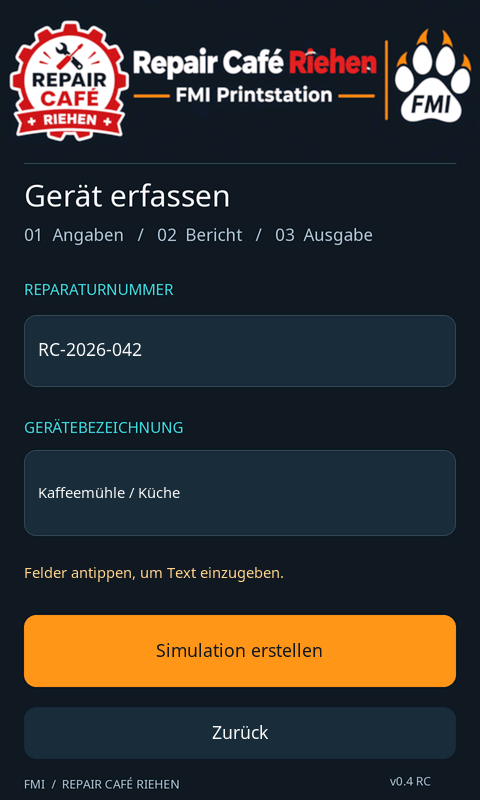 REPAIR
CAFÉ
+ RIEHEN +
Repair Café Riehen
FMI Printstation
FMI
Gerät erfassen
01 Angaben / 02 Bericht / 03 Ausgabe
REPARATURNUMMER
RC-2026-042
GERÄTEBEZEICHNUNG
Kaffeemühle / Küche
Felder antippen, um Text einzugeben.
Simulation erstellen
Zurück
FMI / REPAIR CAFÉ RIEHEN
v0.4 RC